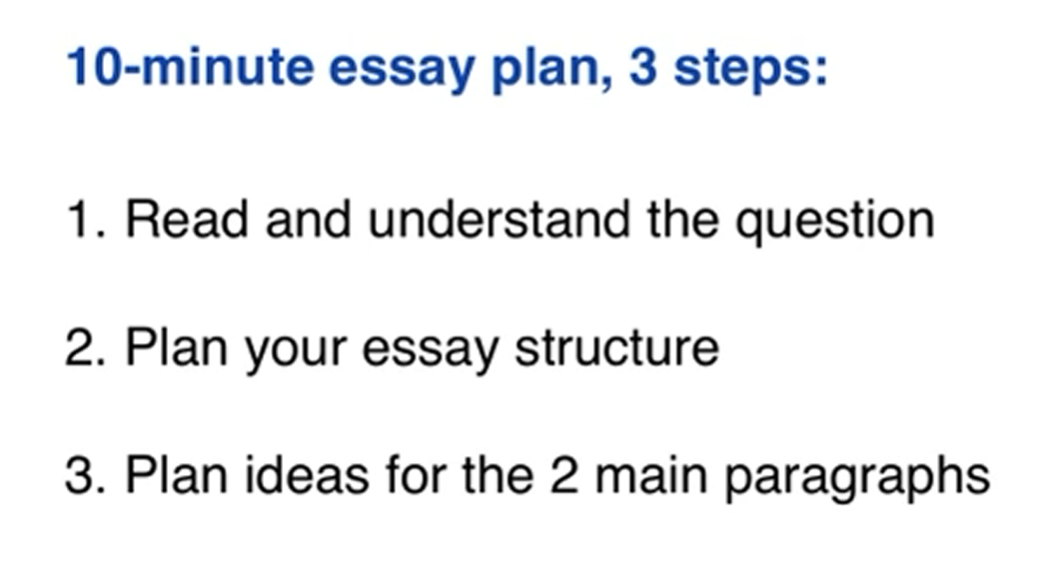 10-minute essay plan, 3 steps:
1. Read and understand the question
2. Plan your essay structure
3. Plan ideas for the 2 main paragraphs